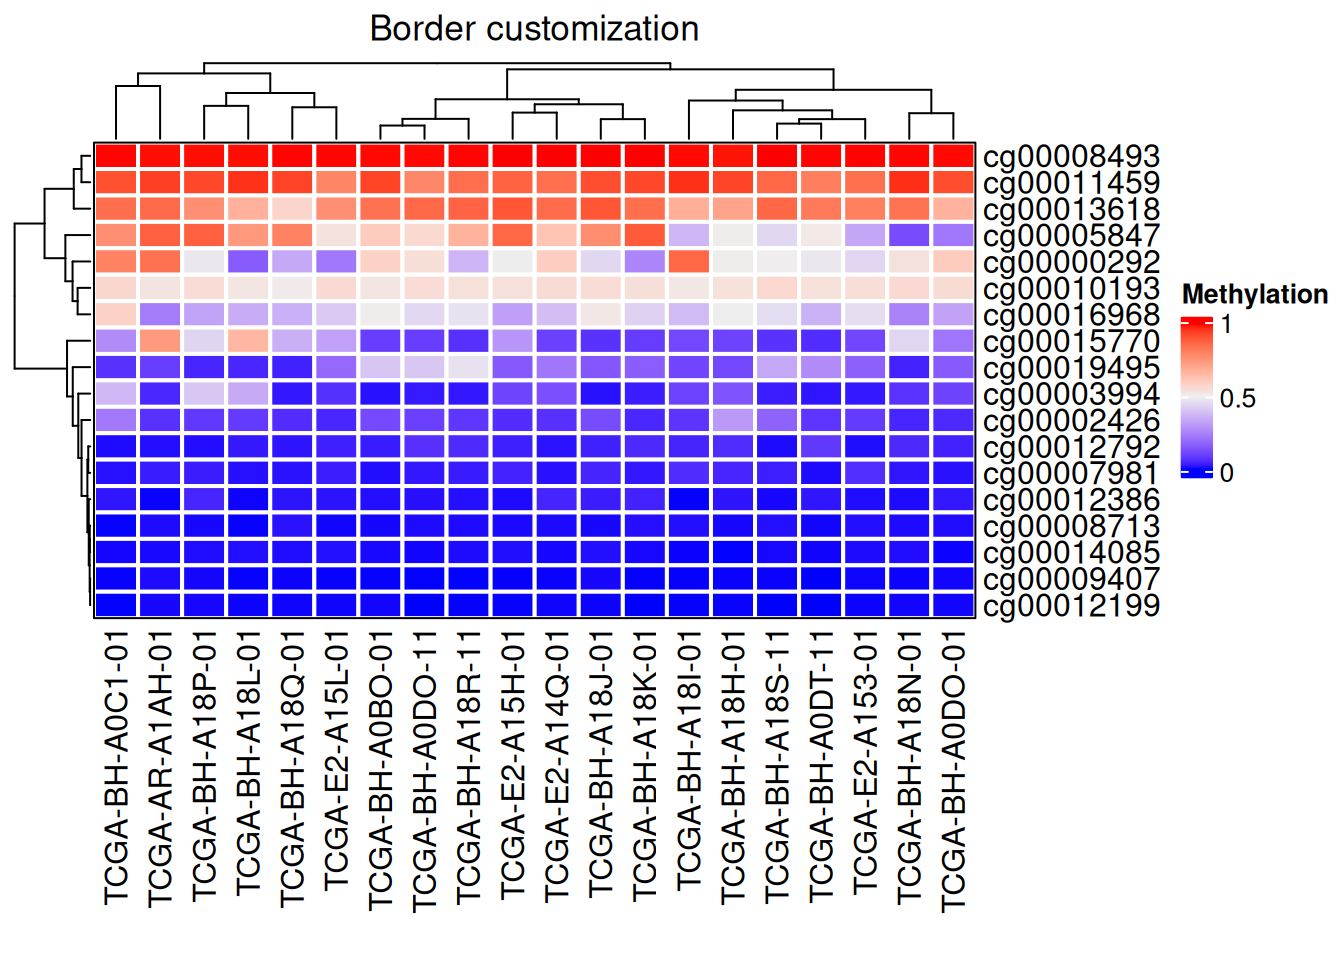 Border customization
cg00008493
cg00011459
cg00013618
cg00005847
cg00000292
cg00010193
cg00016968
cg00015770
cg00019495
cg00003994
cg00002426
cg00012792
cg00007981
cg00012386
cg00008713
cg00014085
cg00009407
cg00012199
Methylation
1
0.5
0
TCGA-BH-A0C1-01
TCGA-AR-A1AH-01
TCGA-BH-A18P-01
TCGA-BH-A18L-01
TCGA-BH-A18Q-01
TCGA-E2-A15L-01
TCGA-BH-A0BO-01
TCGA-BH-A0DO-11
TCGA-BH-A18R-11
TCGA-E2-A15H-01
TCGA-E2-A14Q-01
TCGA-BH-A18J-01
TCGA-BH-A18K-01
TCGA-BH-A18I-01
TCGA-BH-A18H-01
TCGA-BH-A18S-11
TCGA-BH-A0DT-11
TCGA-E2-A153-01
TCGA-BH-A18N-01
TCGA-BH-A0DO-01